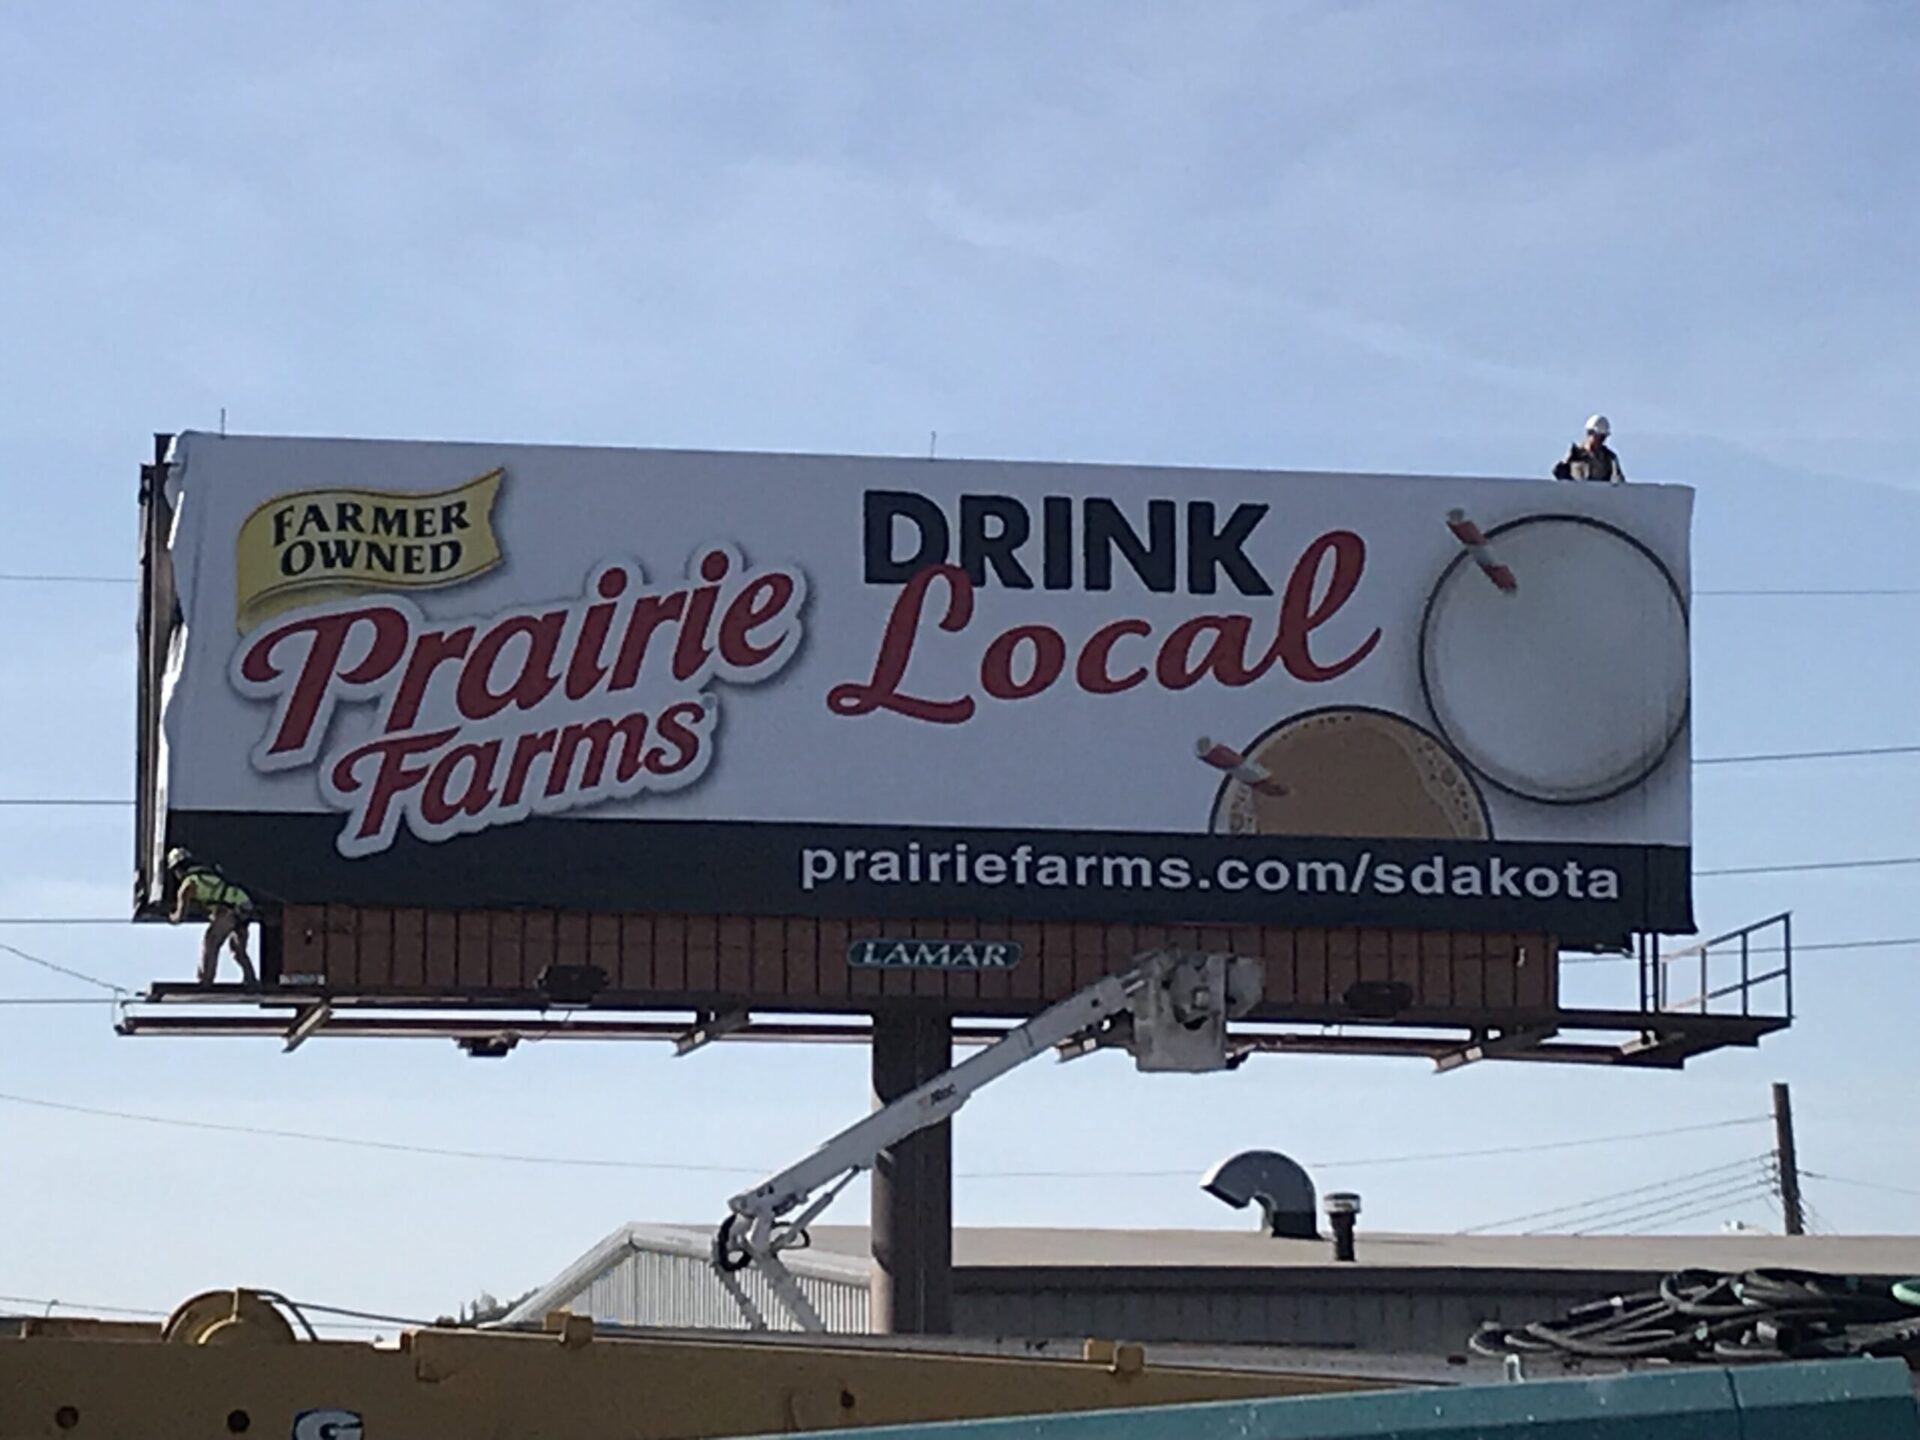 FARMER
OWNED
Prairie
Farms
DRINK
Local
prairiefarms.com/sdakota
LAMAR
G